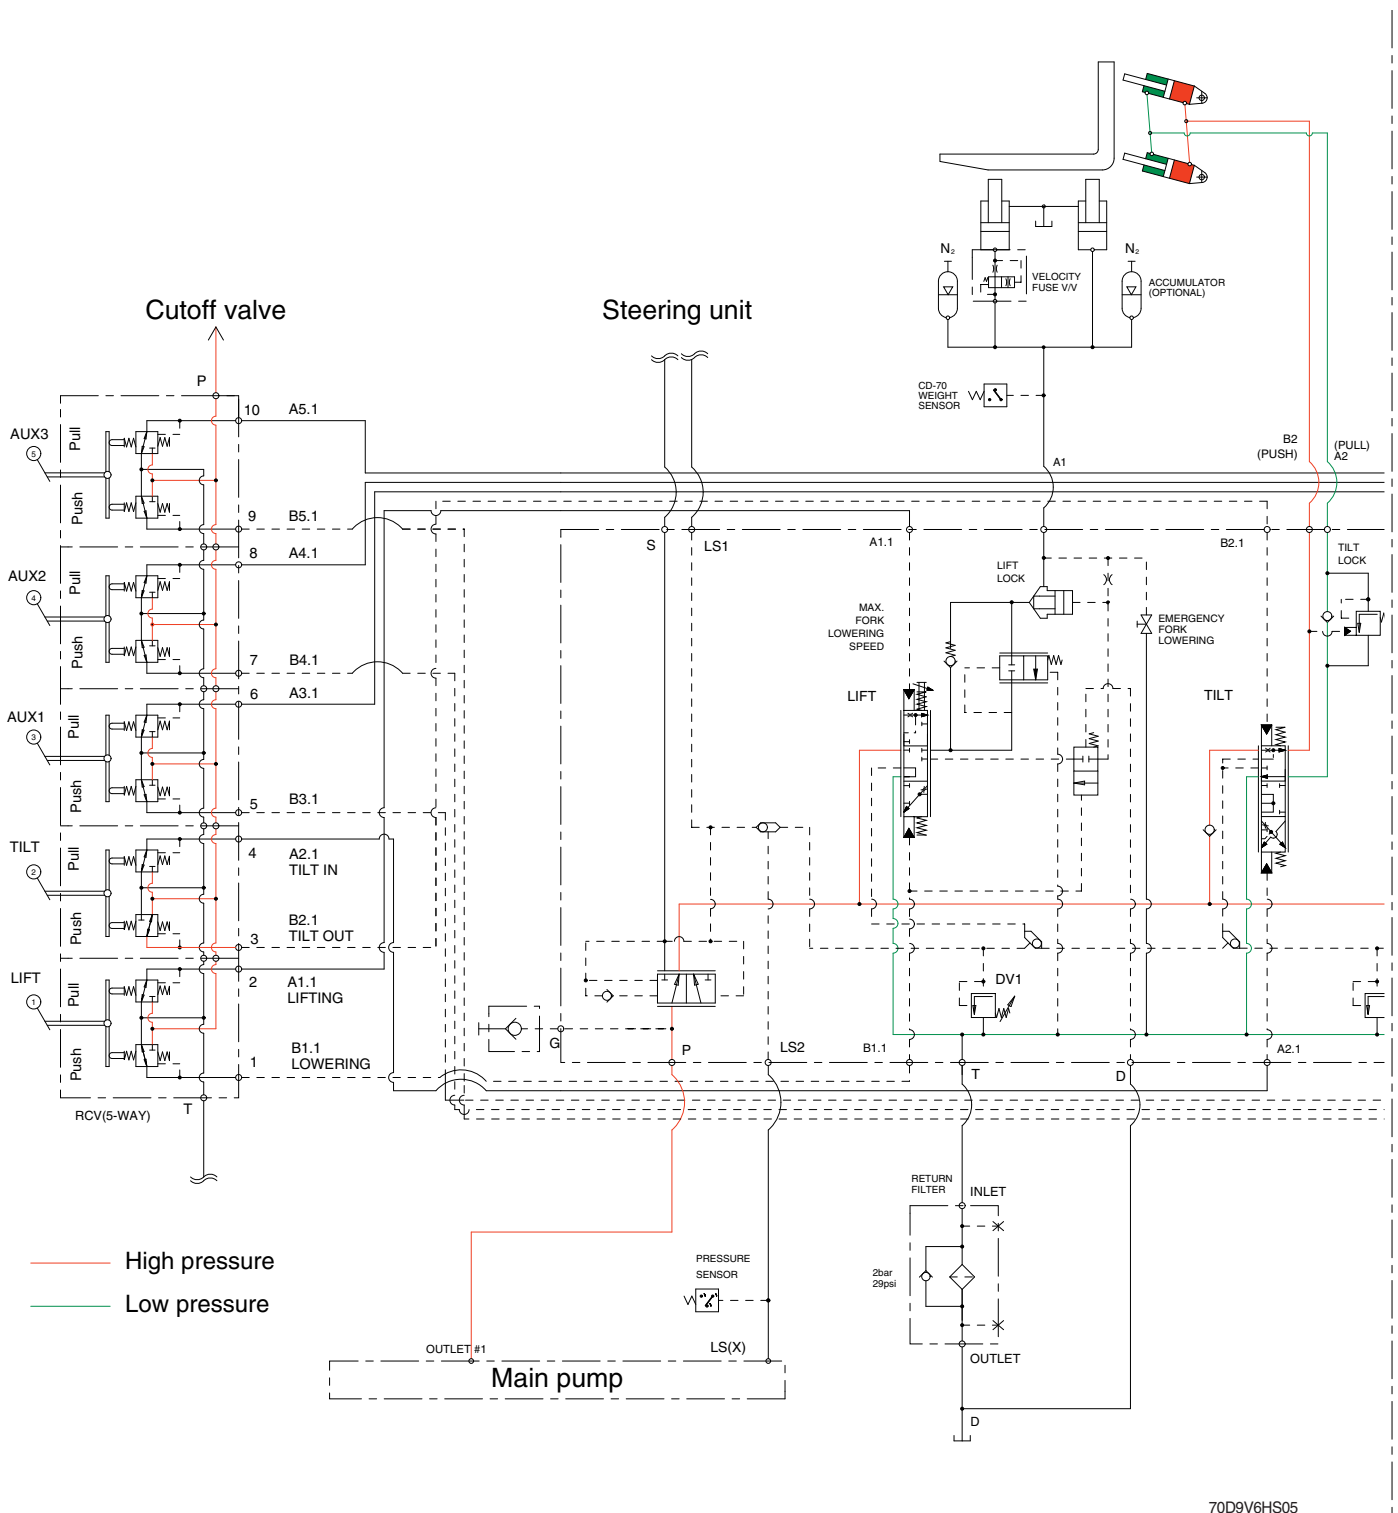 N₂
VELOCITY
FUSE V/V
N₂
ACCUMULATOR
(OPTIONAL)
Cutoff valve
Steering unit
CD-70
WEIGHT
SENSOR
P
AUX3
5
Pull
Push
10
A5.1
9
B5.1
AUX2
4
Pull
Push
8
A4.1
7
B4.1
AUX1
3
Pull
Push
6
A3.1
5
B3.1
TILT
2
Pull
Push
4
A2.1
TILT IN
B2.1
TILT OUT
3
LIFT
1
Pull
Push
2
A1.1
LIFTING
1
B1.1
LOWERING
T
RCV(5-WAY)
A1
B2
(PUSH)
(PULL)
A2
S
LS1
A1.1
B2.1
TILT
LOCK
LIFT
LOCK
MAX.
FORK
LOWERING
SPEED
EMERGENCY
FORK
LOWERING
LIFT
TILT
DV1
G
P
LS2
B1.1
T
D
A2.1
RETURN
FILTER
INLET
2bar
29psi
OUTLET
D
High pressure
Low pressure
PRESSURE
SENSOR
OUTLET #1
LS(X)
Main pump
70D9V6HS05